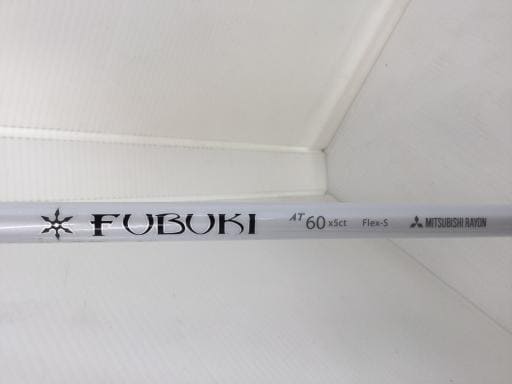 FUBUKI AT 60 x5ct Flex-S MITSUBISHI RAYON